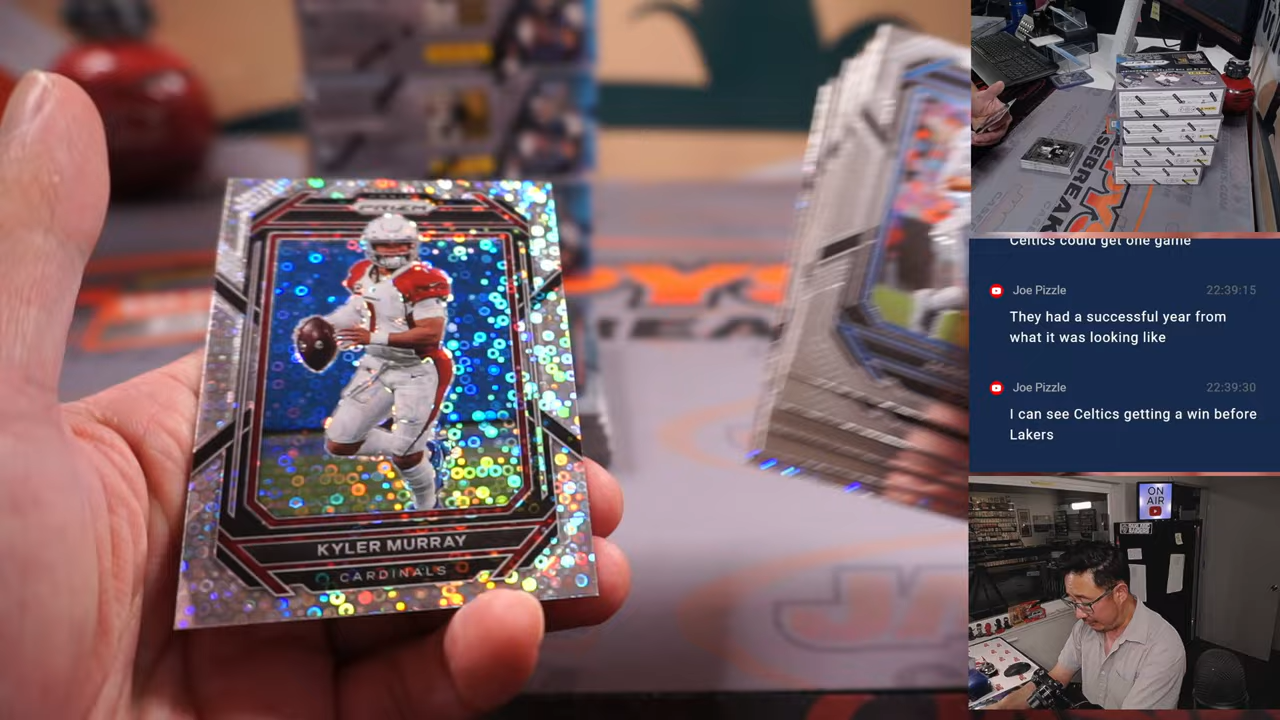 PRIZM
KYLER MURRAY
CARDINALS
Celtics could get one game
Joe Pizzle 22:39:15
They had a successful year from
what it was looking like
Joe Pizzle 22:39:30
I can see Celtics getting a win before
Lakers
ON
AIR